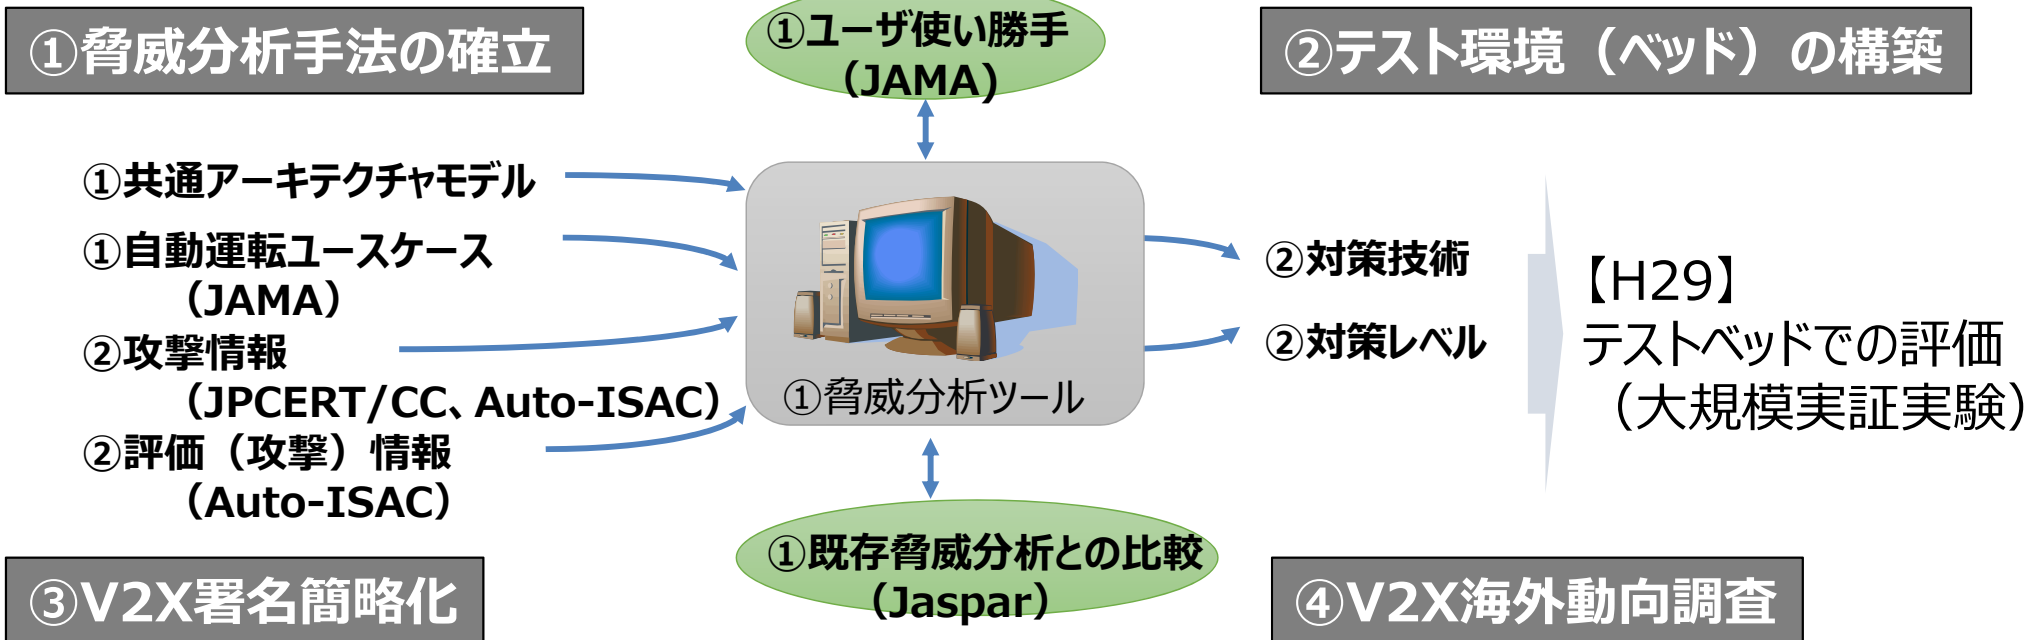 ①脅威分析手法の確立
①ユーザ使い勝手
（JAMA)
②テスト環境（ベッド）の構築
①共通アーキテクチャモデル
①自動運転ユースケース
（JAMA）
②攻撃情報
（JPCERT/CC、Auto-ISAC）
②評価（攻撃）情報
（Auto-ISAC）
①脅威分析ツール
②対策技術
②対策レベル
【H29】
テストベッドでの評価
（大規模実証実験）
①既存脅威分析との比較
（Jaspar）
③V2X署名簡略化
④V2X海外動向調査